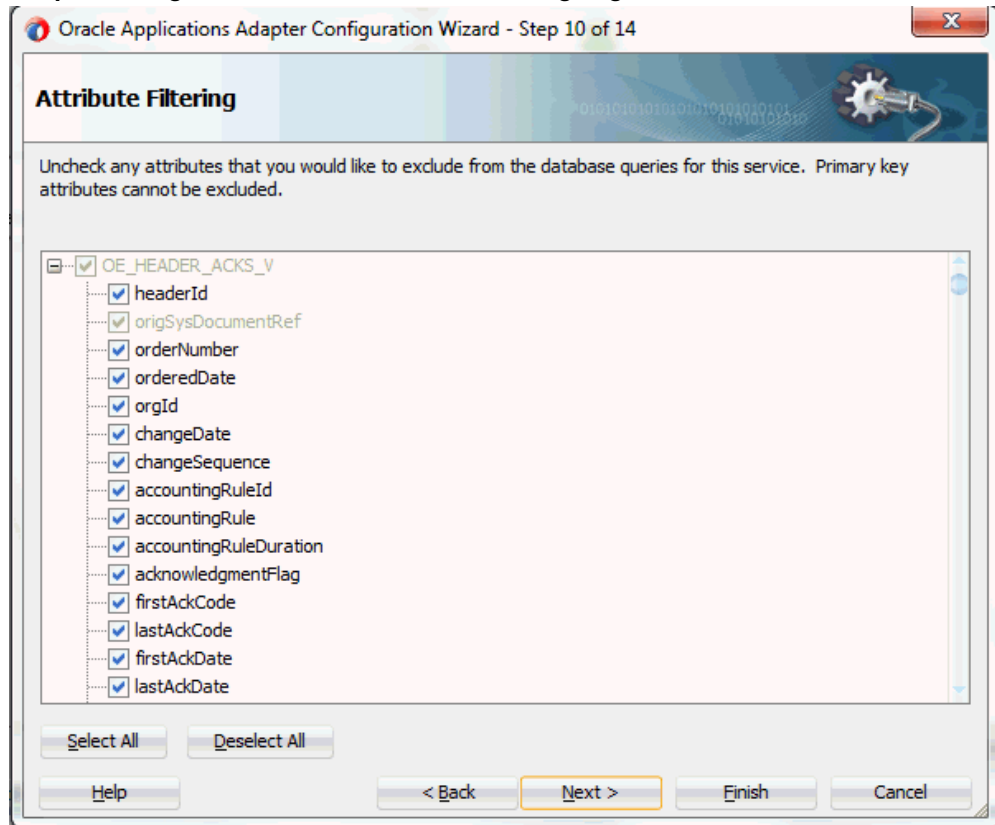 Oracle Applications Adapter Configuration Wizard - Step 10 of 14
Attribute Filtering
Uncheck any attributes that you would like to exclude from the database queries for this service. Primary key
attributes cannot be excluded.
OE_HEADER_ACKS_V
headerId
origSysDocumentRef
orderNumber
orderedDate
orgId
changeDate
changeSequence
accountingRuleId
accountingRule
accountingRuleDuration
acknowledgmentFlag
firstAckCode
lastAckCode
firstAckDate
lastAckDate
Select All Deselect All
Help < Back Next > Finish Cancel